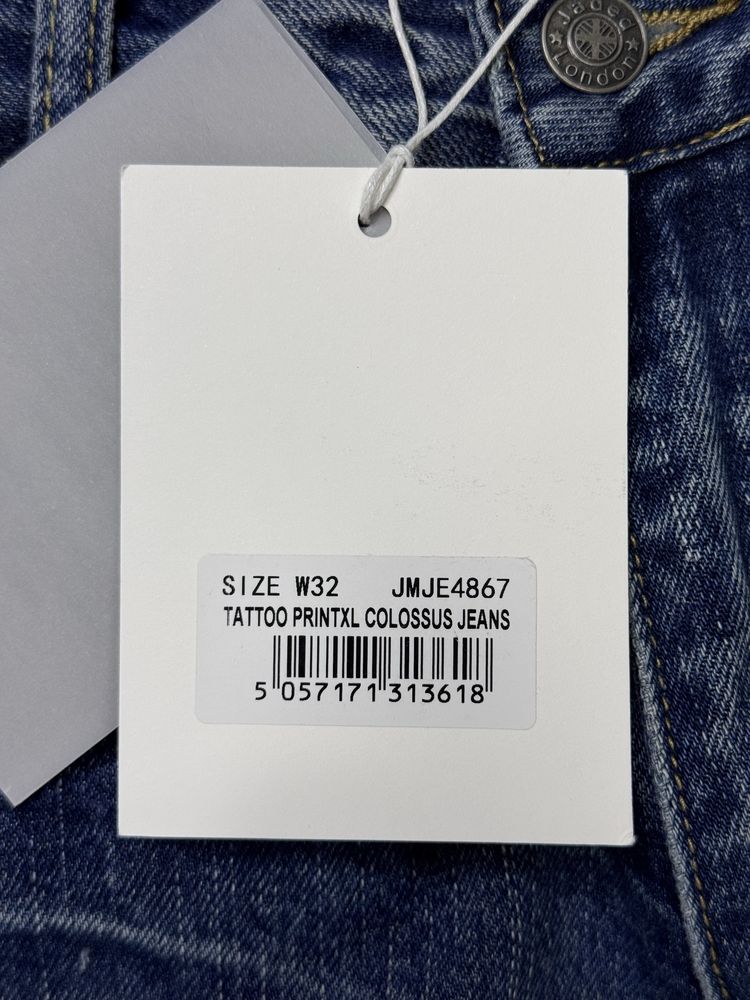 Jaded
London
SIZE W32 JMJE4867
TATTOO PRINTXL COLOSSUS JEANS
5 057171 313618